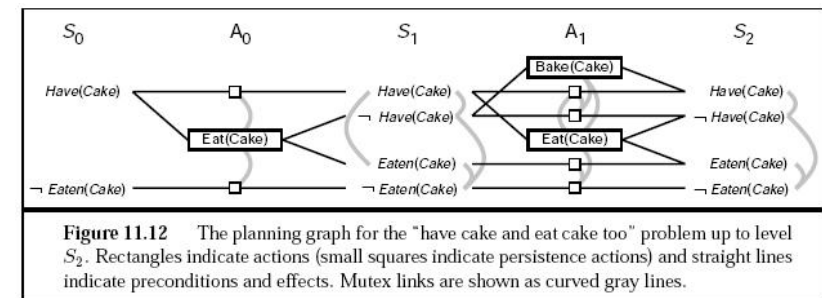 S0 A0 S1 A1 S2
Bake(Cake)
Have(Cake) Have(Cake) Have(Cake)
¬ Have(Cake) ¬ Have(Cake)
Eat(Cake) Eat(Cake)
Eaten(Cake) Eaten(Cake)
¬ Eaten(Cake) ¬ Eaten(Cake) ¬ Eaten(Cake)
Figure 11.12 The planning graph for the "have cake and eat cake too" problem up to level
S2. Rectangles indicate actions (small squares indicate persistence actions) and straight lines
indicate preconditions and effects. Mutex links are shown as curved gray lines.